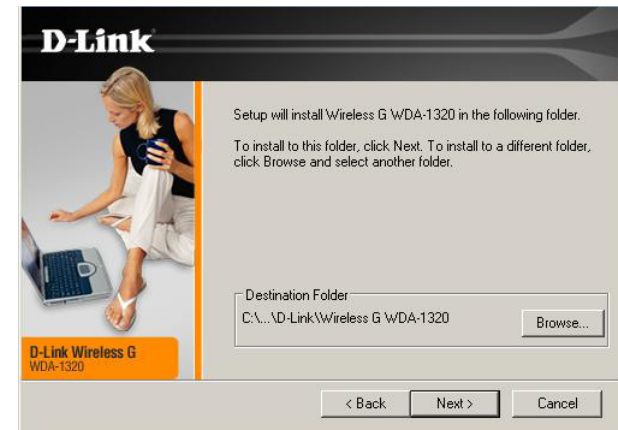 D-Link
Setup will install Wireless G WDA-1320 in the following folder.
To install to this folder, click Next. To install to a different folder,
click Browse and select another folder.
Destination Folder
C:\...\D-Link\Wireless G WDA-1320
Browse...
D-Link Wireless G
WDA-1320
< Back
Next >
Cancel